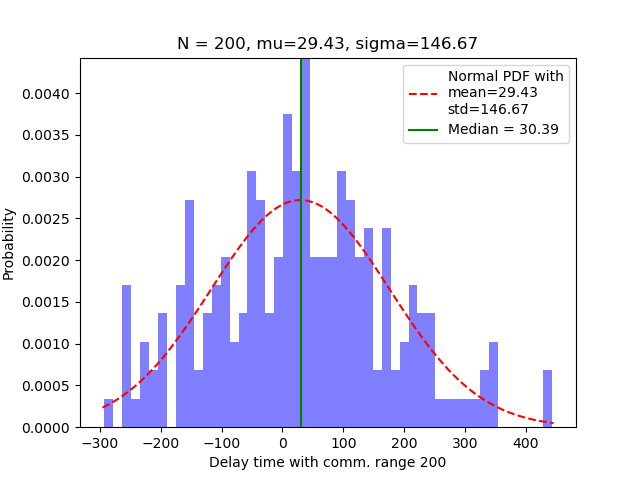 N = 200, mu=29.43, sigma=146.67
Normal PDF with
mean=29.43
std=146.67
Median = 30.39
Probability
0.0040
0.0035
0.0030
0.0025
0.0020
0.0015
0.0010
0.0005
0.0000
−300 −200 −100 0 100 200 300 400
Delay time with comm. range 200